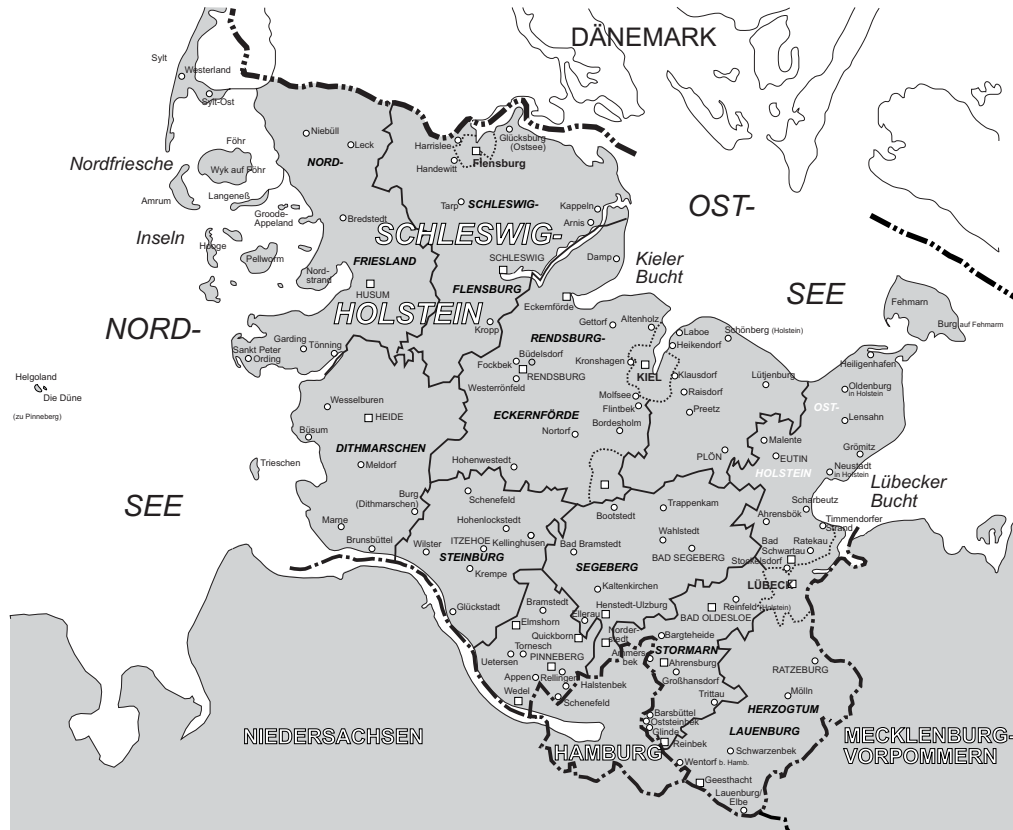 DÄNEMARK
Sylt
Westerland
Sylt-Ost
Niebüll
Leck
Harrislee
Glücksburg
(Ostsee)
Flensburg
Handewitt
Föhr
NORD-
Nordfriesche
Wyk auf Föhr
Amrum
Langeneß
Groode-
Appeland
Bredstedt
Tarp
SCHLESWIG-
Kappeln
Arnis
OST-
SCHLESWIG-
Inseln
Hooge
Pellworm
Nord-
strand
FRIESLAND
HUSUM
SCHLESWIG
FLENSBURG
Damp
Kieler
Bucht
SEE
Eckernförde
Fehmarn
Burg auf Fehmarn
NORD-
HOLSTEIN
Kropp
Gettorf
Altenholz
RENDSBURG-
Laboe
Schönberg (Holstein)
Heikendorf
Garding
Tönning
Sankt Peter
Ording
Büdelsdorf
Fockbek
RENDSBURG
Westerrönfeld
Kronshagen
KIEL
Klausdorf
Raisdorf
Lütjenburg
Heiligenhafen
Oldenburg
in Holstein
Helgoland
Die Düne
(zu Pinneberg)
Wesselburen
HEIDE
Büsum
ECKERNFÖRDE
Molfsee
Flintbek
Bordesholm
Preetz
OST-
Lensahn
DITHMARSCHEN
Nortorf
Malente
EUTIN
PLÖN
Grömitz
Trieschen
Meldorf
Hohenwestedt
HOLSTEIN
Neustadt
in Holstein
Lübecker
Bucht
SEE
Burg
(Dithmarschen)
Schenefeld
Bootstedt
Trappenkam
Scharbeutz
Ahrensbök
Timmendorfer
Strand
Marne
Brunsbüttel
Hohenlockstedt
ITZEHOE
Kellinghusen
Wilster
STEINBURG
Krempe
Bad Bramstedt
Wahlstedt
BAD SEGEBERG
SEGEBERG
Bad
Schwartau
Ratekau
Stockelsdorf
LÜBECK
Kaltenkirchen
Glückstadt
Bramstedt
Elmshorn
Ellerau
Henstedt-Ulzburg
Reinfeld (Holstein)
BAD OLDESLOE
Quickborn
Norder-
stedt
Bargteheide
Tornesch
Uetersen
PINNEBERG
Ammers-
bek
STORMARN
Ahrensburg
RATZEBURG
Appen
Rellingen
Halstenbek
Großhansdorf
Wedel
Schenefeld
Trittau
Mölln
HERZOGTUM
Barsbüttel
Oststeinbek
Glinde
LAUENBURG
NIEDERSACHSEN
HAMBURG
Reinbek
MECKLENBURG-
VORPOMMERN
Schwarzenbek
Wentorf b. Hamb.
Geesthacht
Lauenburg/
Elbe